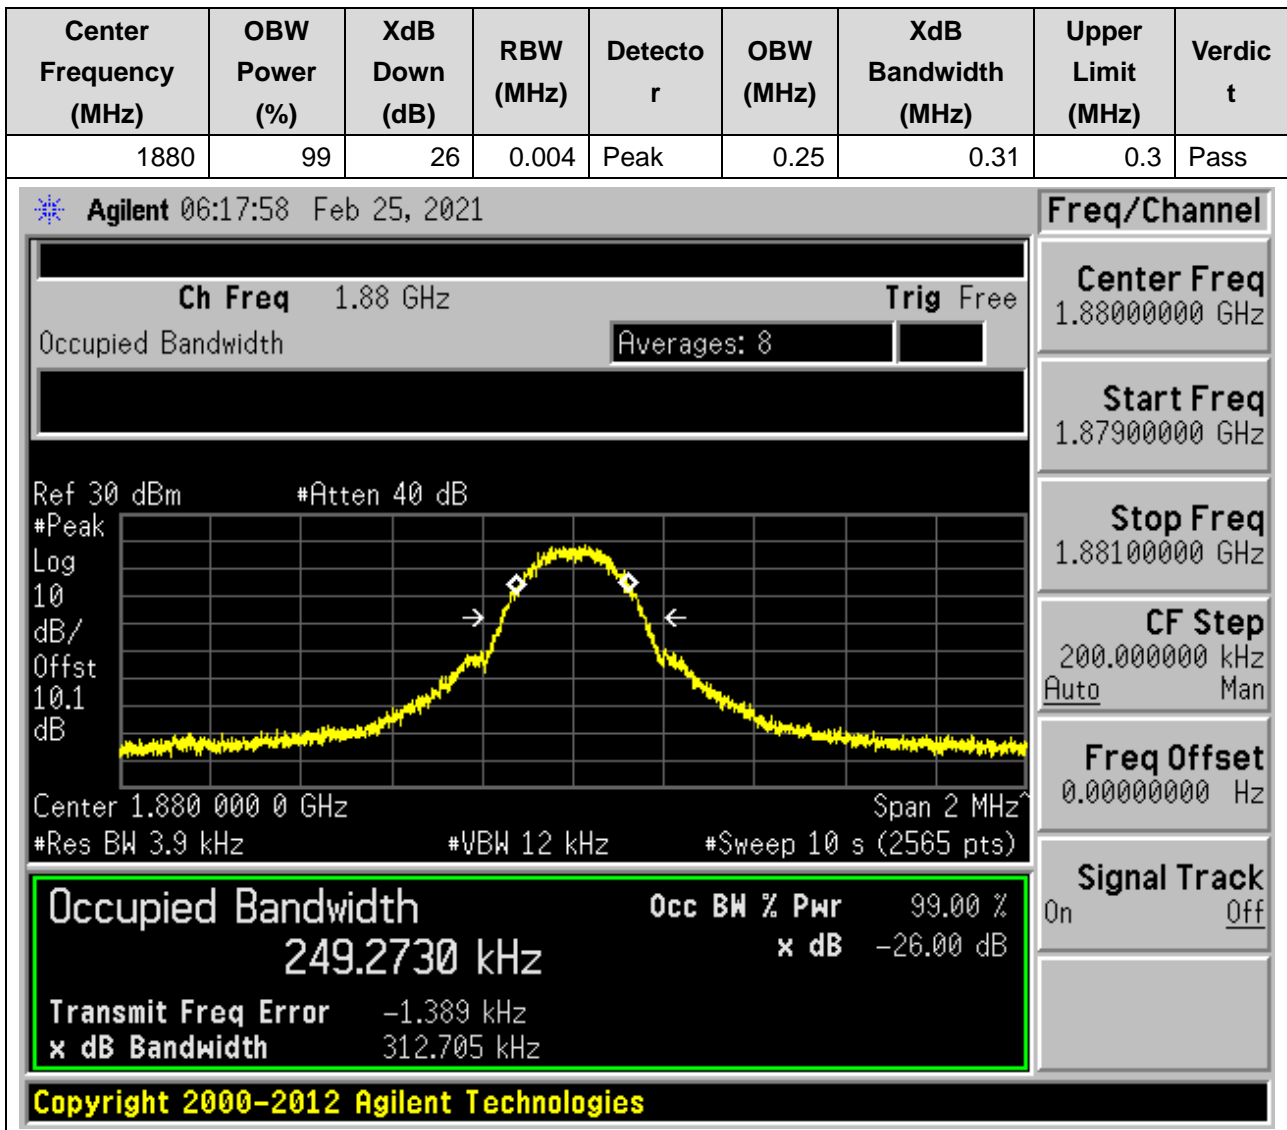 Center Frequency (MHz) OBW Power (%) XdB Down (dB) RBW (MHz) Detecto r OBW (MHz) XdB Bandwidth (MHz) Upper Limit (MHz) Verdic t
1880 99 26 0.004 Peak 0.25 0.31 0.3 Pass
Agilent 06:17:58 Feb 25, 2021
Freq/Channel
Ch Freq 1.88 GHz Trig Free
Occupied Bandwidth Averages: 8
Ref 30 dBm #Atten 40 dB
#Peak
Log
10
dB/
Offst
10.1
dB
Center 1.880 000 0 GHz Span 2 MHz^
#Res BW 3.9 kHz #VBW 12 kHz #Sweep 10 s (2565 pts)
Occupied Bandwidth Occ BW % Pwr 99.00 %
249.2730 kHz x dB -26.00 dB
Transmit Freq Error -1.389 kHz
x dB Bandwidth 312.705 kHz
Center Freq
1.88000000 GHz
Start Freq
1.87900000 GHz
Stop Freq
1.88100000 GHz
CF Step
200.000000 kHz
Auto Man
Freq Offset
0.00000000 Hz
Signal Track
On Off
Copyright 2000-2012 Agilent Technologies